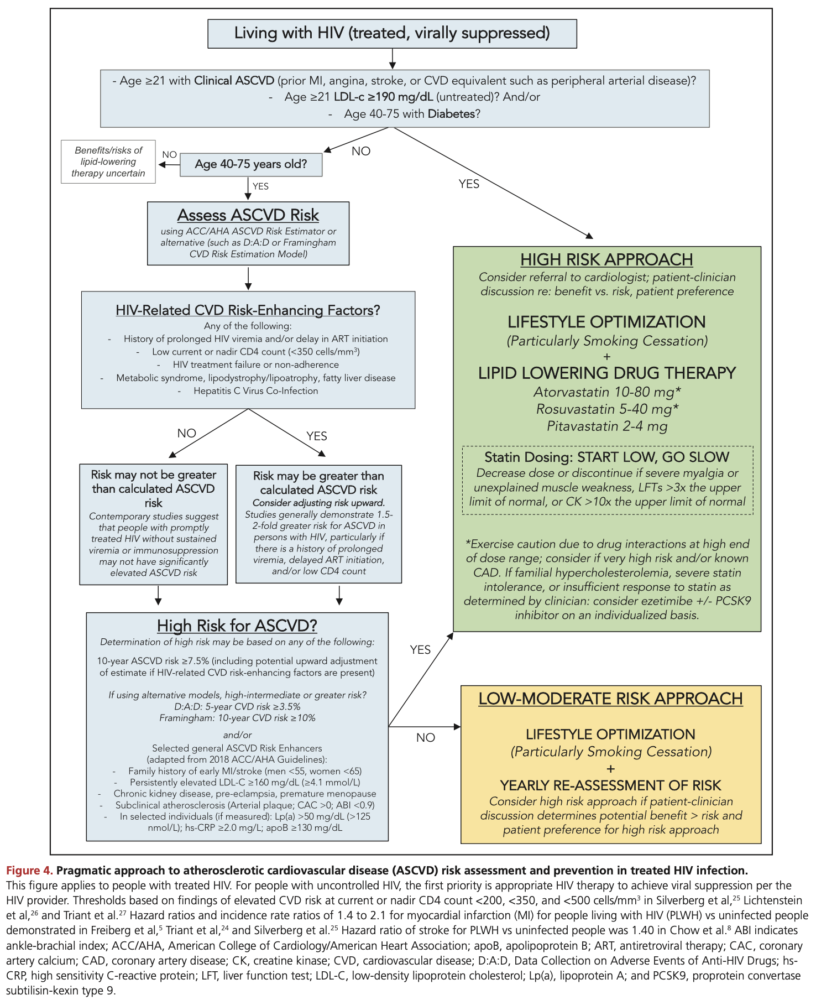 Living with HIV (treated, virally suppressed)
- Age ≥21 with Clinical ASCVD (prior MI, angina, stroke, or CVD equivalent such as peripheral arterial disease)?
- Age ≥21 LDL-c ≥190 mg/dL (untreated)? And/or
- Age 40-75 with Diabetes?
NO
YES
Benefits/risks of
lipid-lowering
therapy uncertain
NO
Age 40-75 years old?
YES
Assess ASCVD Risk
using ACC/AHA ASCVD Risk Estimator or
alternative (such as D:A:D or Framingham
CVD Risk Estimation Model)
HIV-Related CVD Risk-Enhancing Factors?
Any of the following:
- History of prolonged HIV viremia and/or delay in ART initiation
- Low current or nadir CD4 count (<350 cells/mm³)
- HIV treatment failure or non-adherence
- Metabolic syndrome, lipodystrophy/lipoatrophy, fatty liver disease
- Hepatitis C Virus Co-Infection
NO
YES
Risk may not be greater
than calculated ASCVD
risk
Contemporary studies suggest
that people with promptly
treated HIV without sustained
viremia or immunosuppression
may not have significantly
elevated ASCVD risk
Risk may be greater than
calculated ASCVD risk
Consider adjusting risk upward.
Studies generally demonstrate 1.5-
2-fold greater risk for ASCVD in
persons with HIV, particularly if
there is a history of prolonged
viremia, delayed ART initiation,
and/or low CD4 count
High Risk for ASCVD?
Determination of high risk may be based on any of the following:
10-year ASCVD risk ≥7.5% (including potential upward adjustment
of estimate if HIV-related CVD risk-enhancing factors are present)
If using alternative models, high-intermediate or greater risk?
D:A:D: 5-year CVD risk ≥3.5%
Framingham: 10-year CVD risk ≥10%
and/or
Selected general ASCVD Risk Enhancers
(adapted from 2018 ACC/AHA Guidelines):
- Family history of early MI/stroke (men <55, women <65)
- Persistently elevated LDL-C ≥160 mg/dL (≥4.1 mmol/L)
- Chronic kidney disease, pre-eclampsia, premature menopause
- Subclinical atherosclerosis (Arterial plaque; CAC >0; ABI <0.9)
- In selected individuals (if measured): Lp(a) >50 mg/dL (>125
nmol/L); hs-CRP ≥2.0 mg/L; apoB ≥130 mg/dL
YES
NO
HIGH RISK APPROACH
Consider referral to cardiologist; patient-clinician
discussion re: benefit vs. risk, patient preference
LIFESTYLE OPTIMIZATION
(Particularly Smoking Cessation)
+
LIPID LOWERING DRUG THERAPY
Atorvastatin 10-80 mg*
Rosuvastatin 5-40 mg*
Pitavastatin 2-4 mg
Statin Dosing: START LOW, GO SLOW
Decrease dose or discontinue if severe myalgia or
unexplained muscle weakness, LFTs >3x the upper
limit of normal, or CK >10x the upper limit of normal
*Exercise caution due to drug interactions at high end
of dose range; consider if very high risk and/or known
CAD. If familial hypercholesterolemia, severe statin
intolerance, or insufficient response to statin as
determined by clinician: consider ezetimibe +/- PCSK9
inhibitor on an individualized basis.
LOW-MODERATE RISK APPROACH
LIFESTYLE OPTIMIZATION
(Particularly Smoking Cessation)
+
YEARLY RE-ASSESSMENT OF RISK
Consider high risk approach if patient-clinician
discussion determines potential benefit > risk and
patient preference for high risk approach
Figure 4. Pragmatic approach to atherosclerotic cardiovascular disease (ASCVD) risk assessment and prevention in treated HIV infection.
This figure applies to people with treated HIV. For people with uncontrolled HIV, the first priority is appropriate HIV therapy to achieve viral suppression per the
HIV provider. Thresholds based on findings of elevated CVD risk at current or nadir CD4 count <200, <350, and <500 cells/mm³ in Silverberg et al,²⁵ Lichtenstein
et al,²⁶ and Triant et al.²⁷ Hazard ratios and incidence rate ratios of 1.4 to 2.1 for myocardial infarction (MI) for people living with HIV (PLWH) vs uninfected people
demonstrated in Freiberg et al,⁵ Triant et al,²⁴ and Silverberg et al.²⁵ Hazard ratio of stroke for PLWH vs uninfected people was 1.40 in Chow et al.⁸ ABI indicates
ankle-brachial index; ACC/AHA, American College of Cardiology/American Heart Association; apoB, apolipoprotein B; ART, antiretroviral therapy; CAC, coronary
artery calcium; CAD, coronary artery disease; CK, creatine kinase; CVD, cardiovascular disease; D:A:D, Data Collection on Adverse Events of Anti-HIV Drugs; hs-
CRP, high sensitivity C-reactive protein; LFT, liver function test; LDL-C, low-density lipoprotein cholesterol; Lp(a), lipoprotein A; and PCSK9, proprotein convertase
subtilisin-kexin type 9.